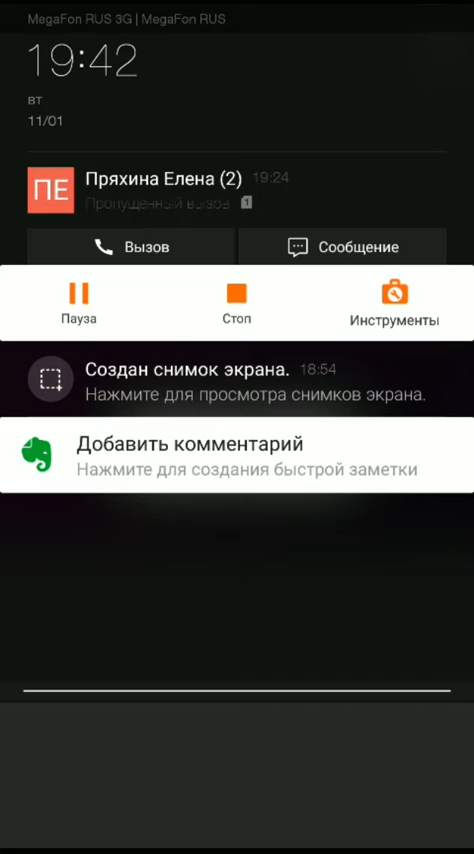 MegaFon RUS 3G | MegaFon RUS
19:42
вт
11/01
ПЕ
Пряхина Елена (2) 19:24
Пропущенный вызов 1
Вызов Сообщение
Пауза Стоп Инструменты
Создан снимок экрана. 18:54
Нажмите для просмотра снимков экрана.
Добавить комментарий
Нажмите для создания быстрой заметки